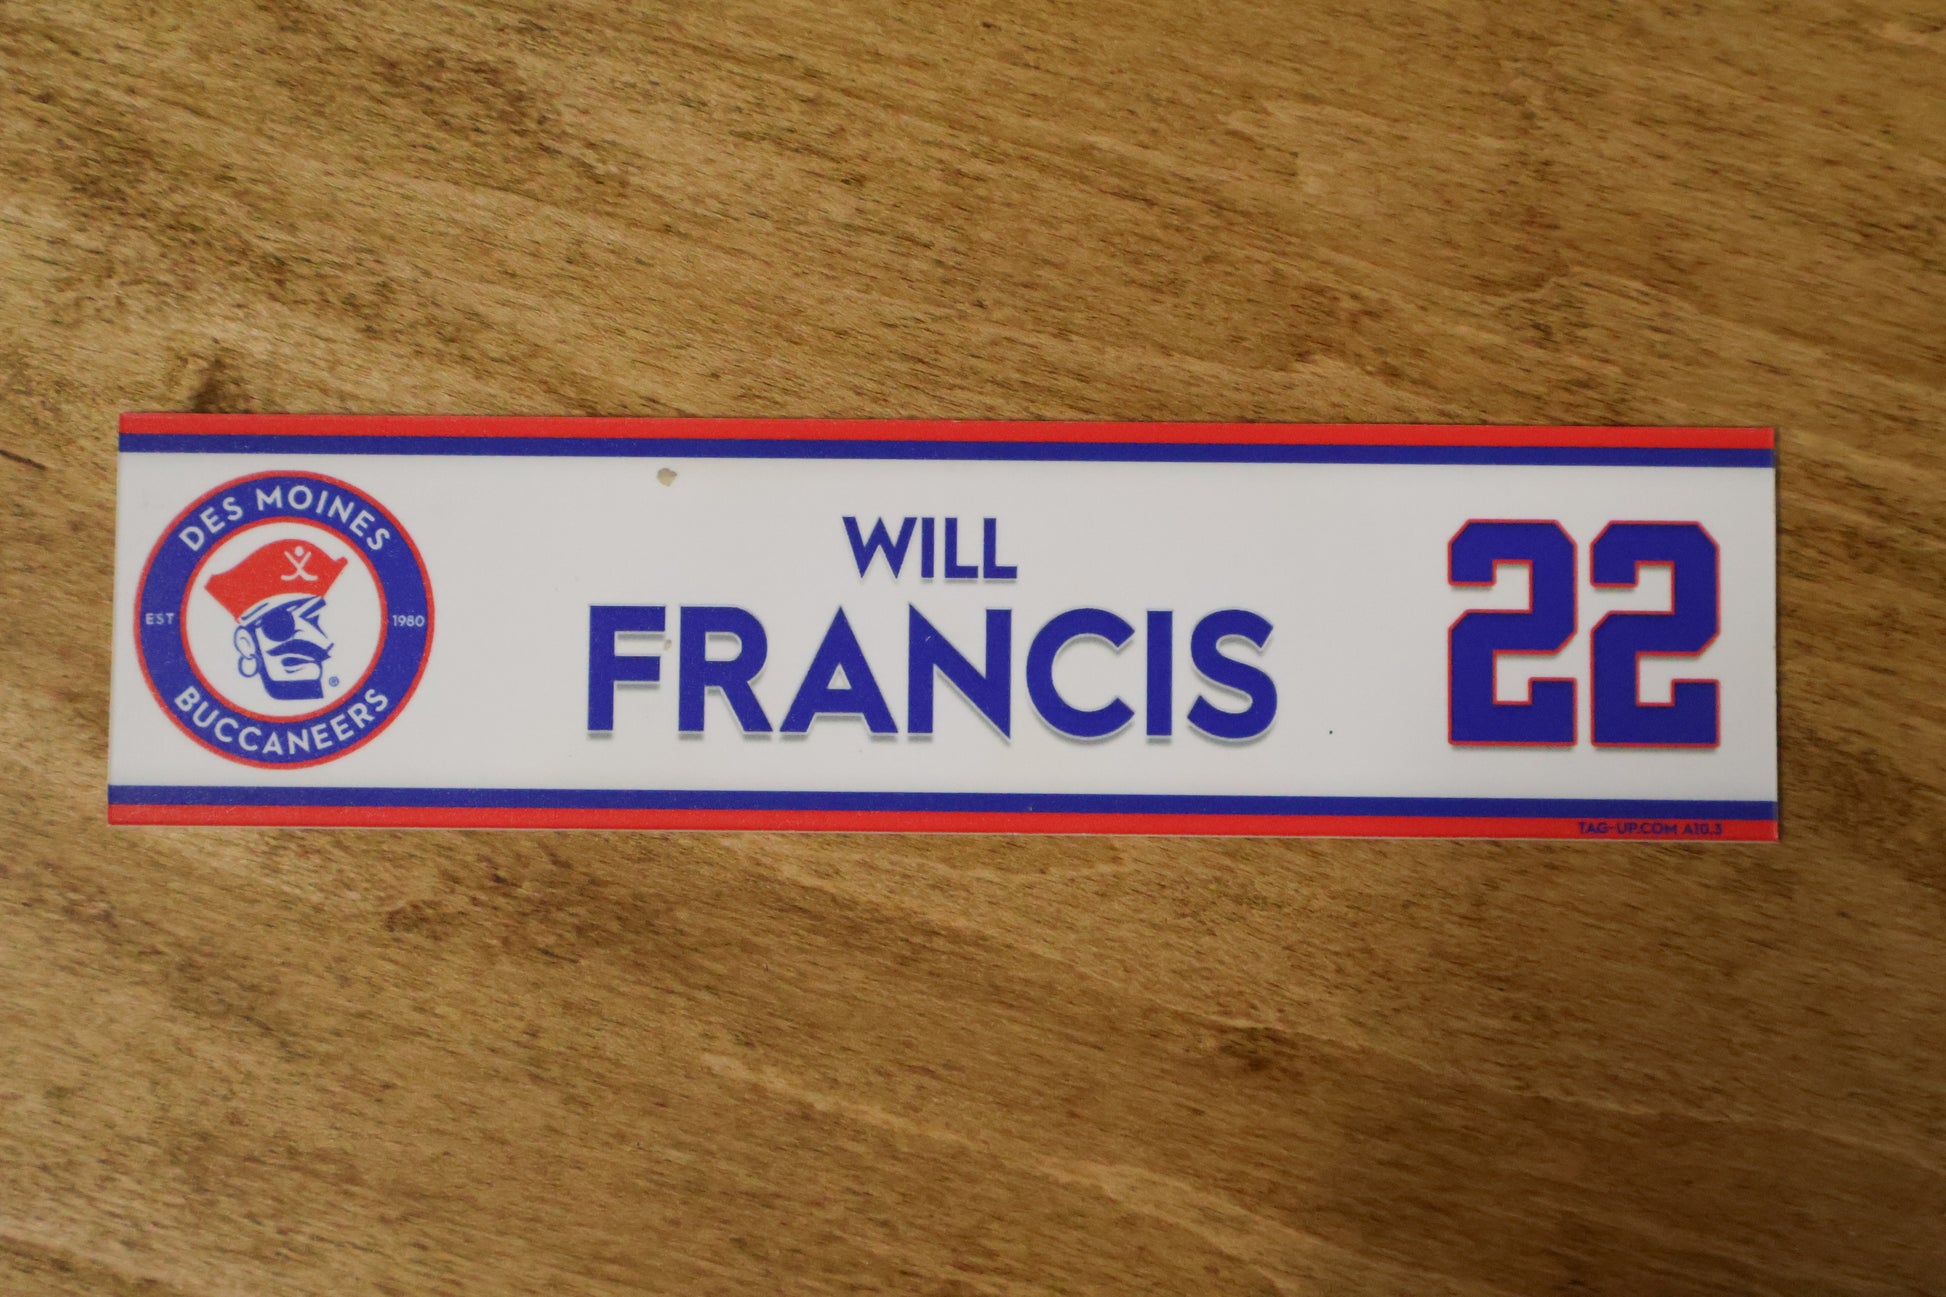 DES MOINES
EST 1980
BUCCANEERS
®
WILL
FRANCIS
22
TAG-UP.COM A10.3